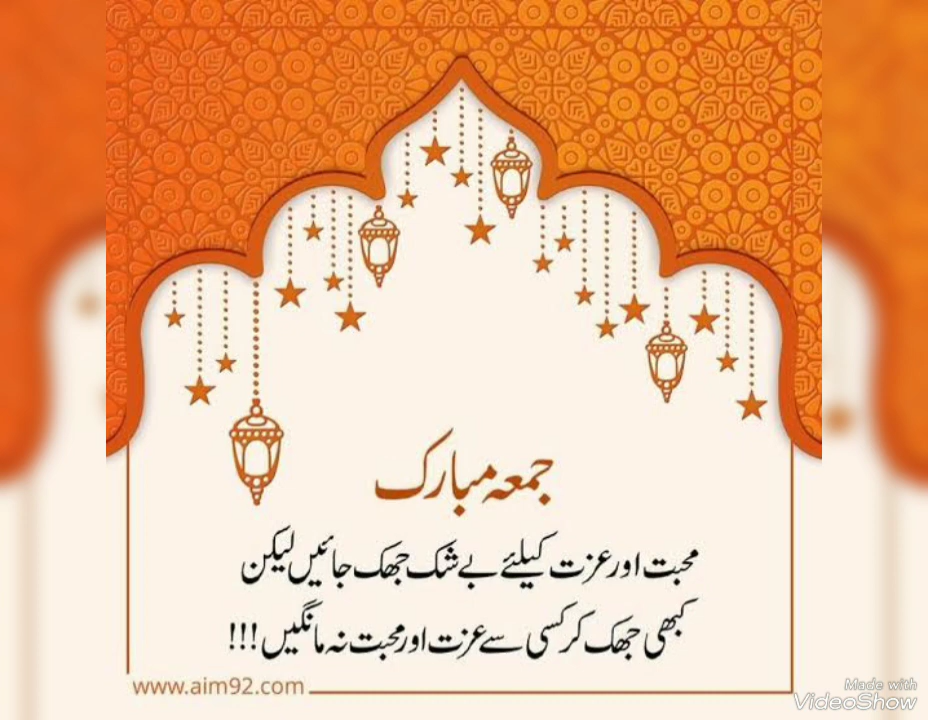 جمعہ مبارک
محبت اور عزت کیلئے بے شک جھک جائیں لیکن
کبھی جھک کر کسی سے عزت اور محبت نہ مانگیں!!!
www.aim92.com
Made with
VideoShow